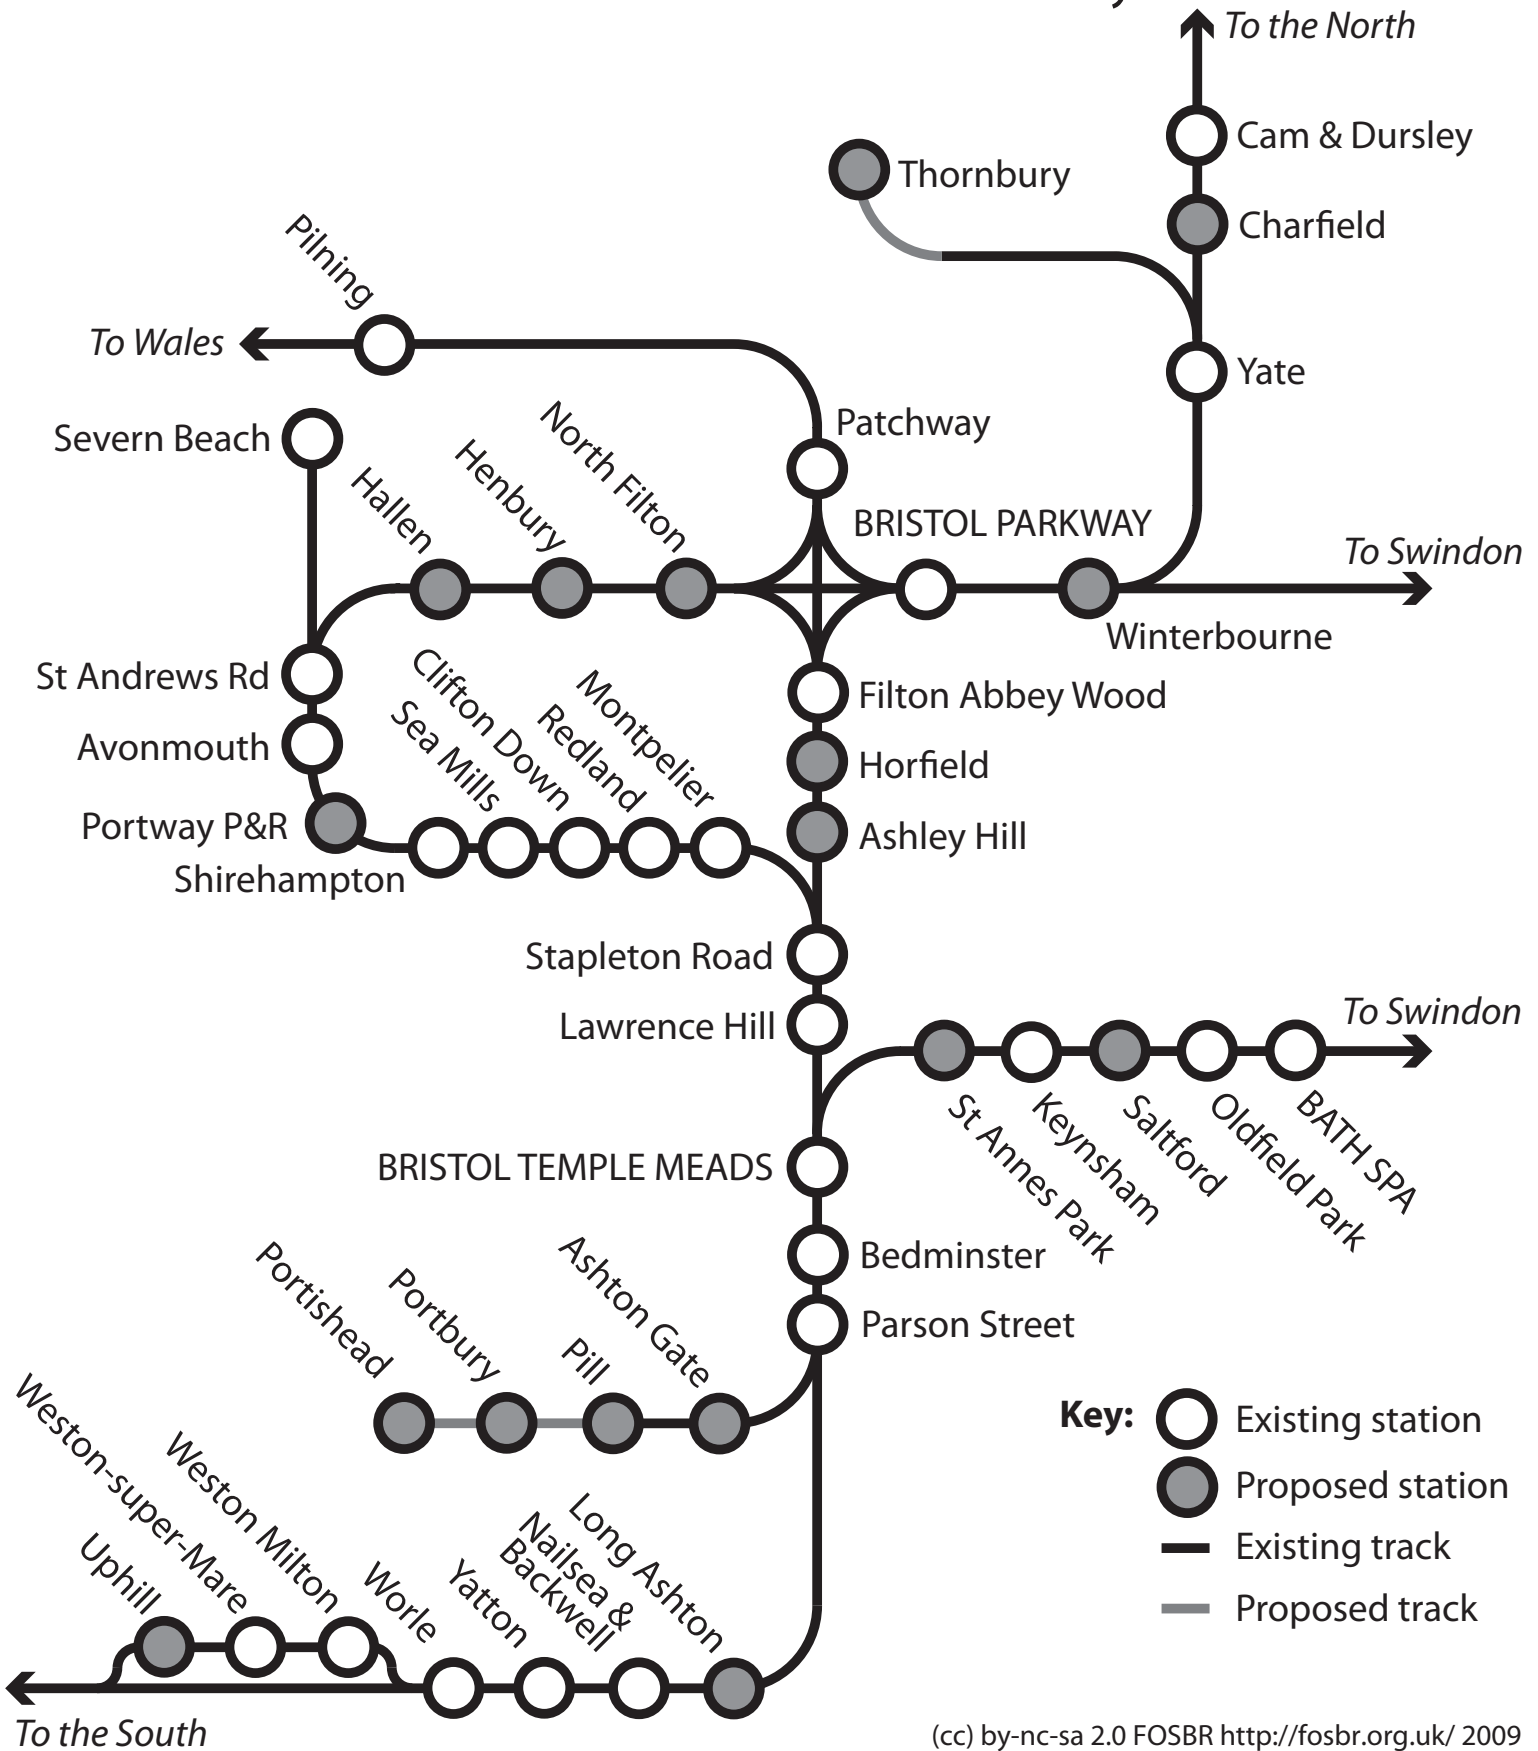 To the North
Cam & Dursley
Thornbury
Charfield
Pilning
To Wales
Yate
Patchway
Severn Beach
North Filton
Henbury
Hallen
BRISTOL PARKWAY
To Swindon
Winterbourne
St Andrews Rd
Clifton Down
Montpelier
Filton Abbey Wood
Sea Mills
Redland
Avonmouth
Horfield
Portway P&R
Ashley Hill
Shirehampton
Stapleton Road
Lawrence Hill
To Swindon
St Annes Park
Keynsham
Saltford
Oldfield Park
BATH SPA
BRISTOL TEMPLE MEADS
Bedminster
Portishead
Portbury
Pill
Ashton Gate
Parson Street
Key:
Existing station
Proposed station
Existing track
Proposed track
Uphill
Weston-super-Mare
Weston Milton
Worle
Yatton
Nailsea &
Backwell
Long Ashton
To the South
(cc) by-nc-sa 2.0 FOSBR http://fosbr.org.uk/ 2009